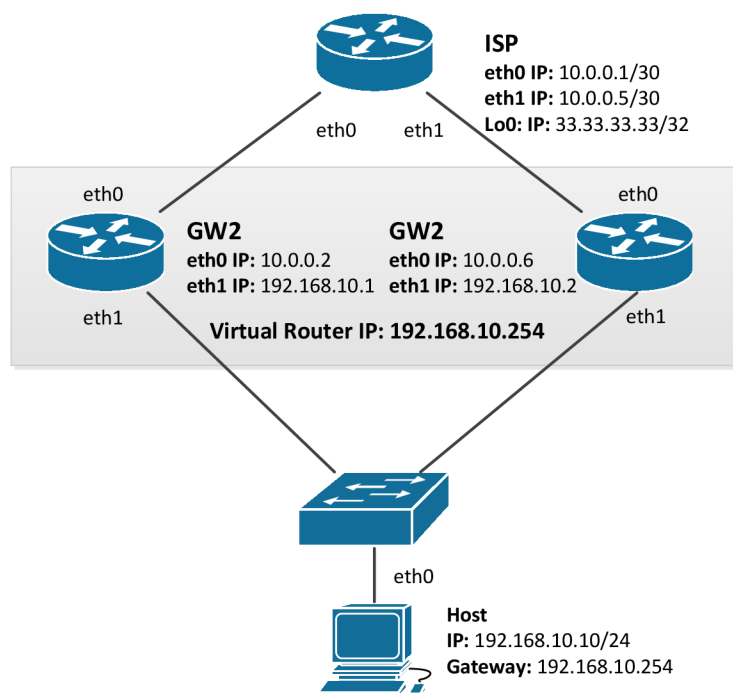 ISP
eth0 IP: 10.0.0.1/30
eth1 IP: 10.0.0.5/30
Lo0: IP: 33.33.33.33/32
eth0
eth1
eth0
eth0
GW2
eth0 IP: 10.0.0.2
eth1 IP: 192.168.10.1
GW2
eth0 IP: 10.0.0.6
eth1 IP: 192.168.10.2
eth1
eth1
Virtual Router IP: 192.168.10.254
eth0
Host
IP: 192.168.10.10/24
Gateway: 192.168.10.254